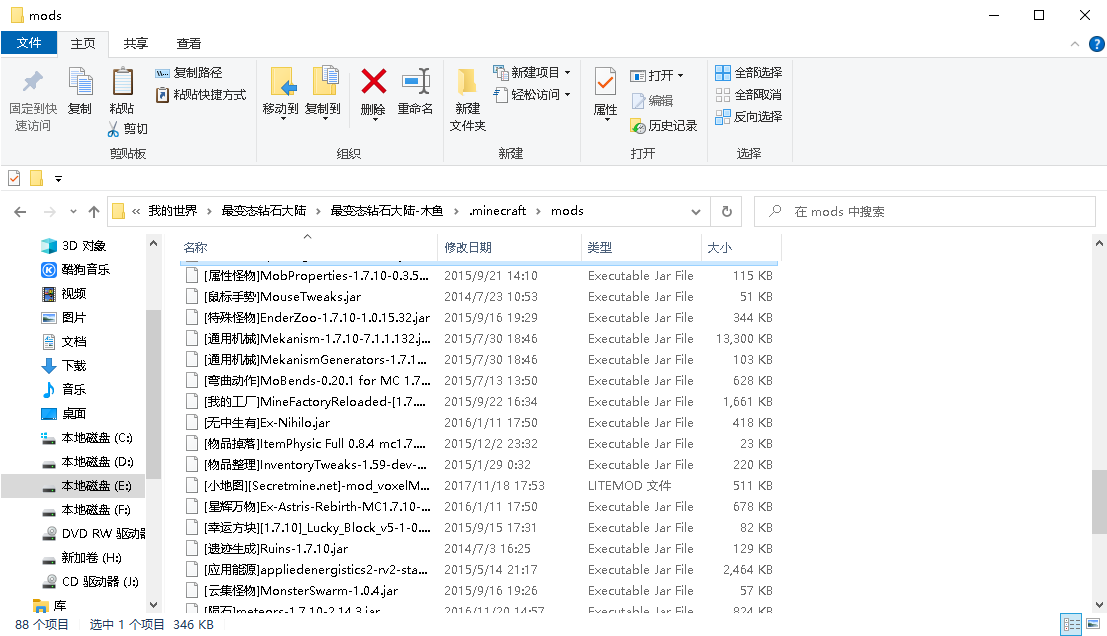 mods
文件 主页 共享 查看
固定到快速访问 复制 粘贴 复制路径 粘贴快捷方式 剪切
移动到 复制到 删除 重命名
新建文件夹 新建项目 轻松访问
属性 打开 编辑 历史记录
全部选择 全部取消 反向选择
剪贴板 组织 新建 打开 选择
« 我的世界 › 最变态钻石大陆 › 最变态钻石大陆-木鱼 › .minecraft › mods
在 mods 中搜索
3D 对象
酷狗音乐
视频
图片
文档
下载
音乐
桌面
本地磁盘 (C:)
本地磁盘 (D:)
本地磁盘 (E:)
本地磁盘 (F:)
DVD RW 驱动器
新加卷 (H:)
CD 驱动器 (J:)
库
名称 修改日期 类型 大小
[属性怪物]MobProperties-1.7.10-0.3.5... 2015/9/21 14:10 Executable Jar File 115 KB
[鼠标手势]MouseTweaks.jar 2014/7/23 10:53 Executable Jar File 51 KB
[特殊怪物]EnderZoo-1.7.10-1.0.15.32.jar 2015/9/16 19:29 Executable Jar File 344 KB
[通用机械]Mekanism-1.7.10-7.1.1.132.j... 2015/7/30 18:46 Executable Jar File 13,300 KB
[通用机械]MekanismGenerators-1.7.1... 2015/7/30 18:46 Executable Jar File 103 KB
[弯曲动作]MoBends-0.20.1 for MC 1.7... 2015/7/13 13:50 Executable Jar File 628 KB
[我的工厂]MineFactoryReloaded-[1.7.... 2015/9/22 16:34 Executable Jar File 1,661 KB
[无中生有]Ex-Nihilo.jar 2016/1/11 17:50 Executable Jar File 418 KB
[物品掉落]ItemPhysic Full 0.8.4 mc1.7.... 2015/12/2 23:32 Executable Jar File 23 KB
[物品整理]InventoryTweaks-1.59-dev-... 2015/1/29 0:32 Executable Jar File 220 KB
[小地图][Secretmine.net]-mod_voxelM... 2017/11/18 17:53 LITEMOD 文件 511 KB
[星辉万物]Ex-Astris-Rebirth-MC1.7.10-... 2016/1/11 17:50 Executable Jar File 678 KB
[幸运方块][1.7.10]_Lucky_Block_v5-1-0.... 2015/9/15 17:31 Executable Jar File 82 KB
[遗迹生成]Ruins-1.7.10.jar 2014/7/3 16:25 Executable Jar File 129 KB
[应用能源]appliedenergistics2-rv2-sta... 2015/5/14 21:17 Executable Jar File 2,464 KB
[云集怪物]MonsterSwarm-1.0.4.jar 2015/9/16 19:26 Executable Jar File 57 KB
[陨石]meteors-1.7.10-2.14.3.jar 2016/11/20 14:57 Executable Jar File 824 KB
88 个项目 选中 1 个项目 346 KB